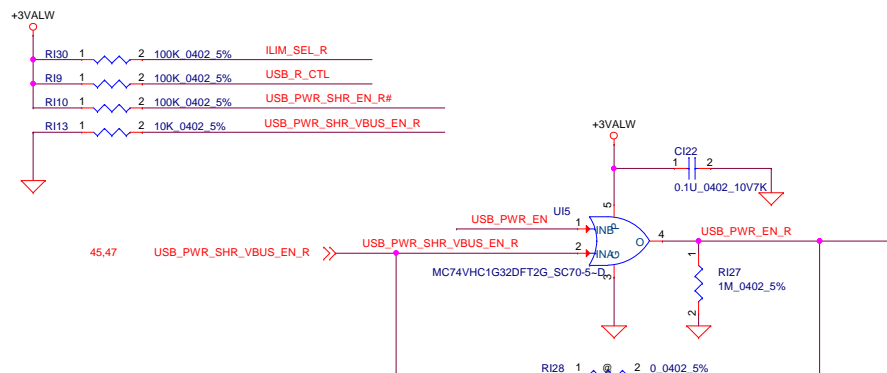 +3VALW
RI30 1 2 100K_0402_5% ILIM_SEL_R
RI9 1 2 100K_0402_5% USB_R_CTL
RI10 1 2 100K_0402_5% USB_PWR_SHR_EN_R#
RI13 1 2 10K_0402_5% USB_PWR_SHR_VBUS_EN_R
+3VALW
CI22
1 2
0.1U_0402_10V7K
5
UI5
USB_PWR_EN 1 INB P
O 4 USB_PWR_EN_R
45,47 USB_PWR_SHR_VBUS_EN_R USB_PWR_SHR_VBUS_EN_R 2 INA G
MC74VHC1G32DFT2G_SC70-5~D
3
1
RI27
1M_0402_5%
2
RI28 1 @ 2 0_0402_5%